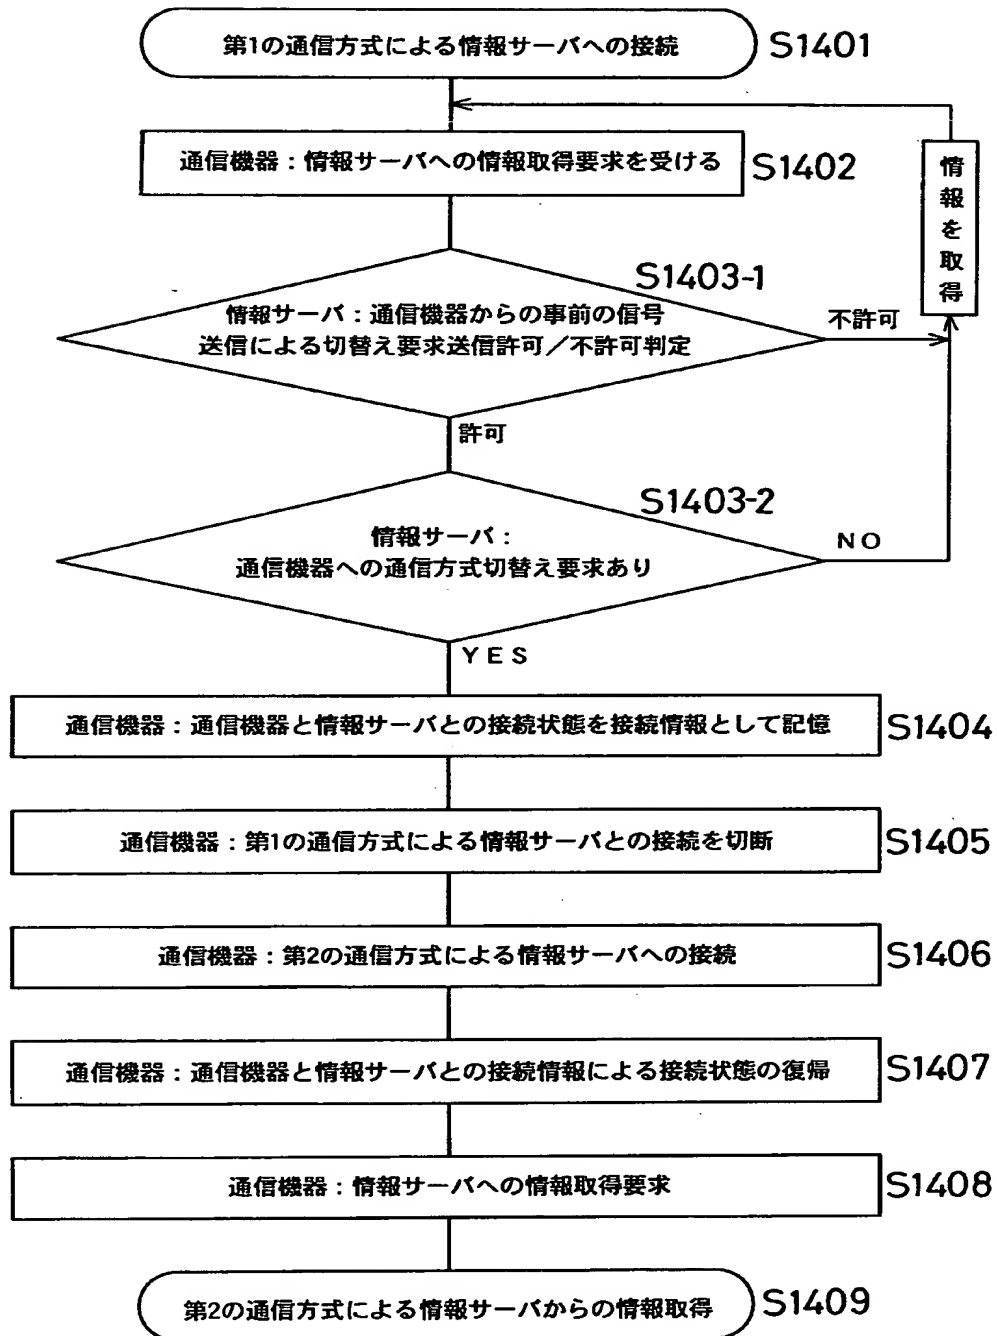 第1の通信方式による情報サーバへの接続 S1401
通信機器：情報サーバへの情報取得要求を受ける S1402
情報を取得
S1403-1
情報サーバ：通信機器からの事前の信号
送信による切替え要求送信許可／不許可判定
不許可
許可
S1403-2
情報サーバ：
通信機器への通信方式切替え要求あり
NO
YES
通信機器：通信機器と情報サーバとの接続状態を接続情報として記憶 S1404
通信機器：第1の通信方式による情報サーバとの接続を切断 S1405
通信機器：第2の通信方式による情報サーバへの接続 S1406
通信機器：通信機器と情報サーバとの接続情報による接続状態の復帰 S1407
通信機器：情報サーバへの情報取得要求 S1408
第2の通信方式による情報サーバからの情報取得 S1409